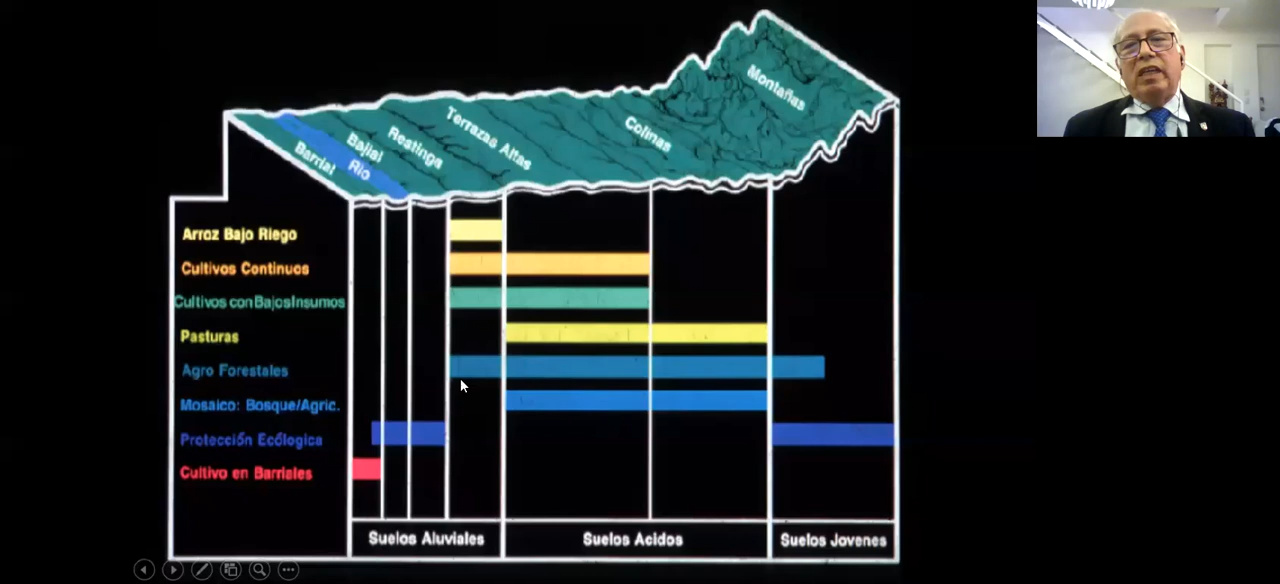 Montañas
Colinas
Terrazas Altas
Restinga
Bajial
Rio
Barrial
Arroz Bajo Riego
Cultivos Continuos
Cultivos con Bajos Insumos
Pasturas
Agro Forestales
Mosaico: Bosque/Agric.
Protección Ecólogica
Cultivo en Barriales
Suelos Aluviales
Suelos Acidos
Suelos Jovenes